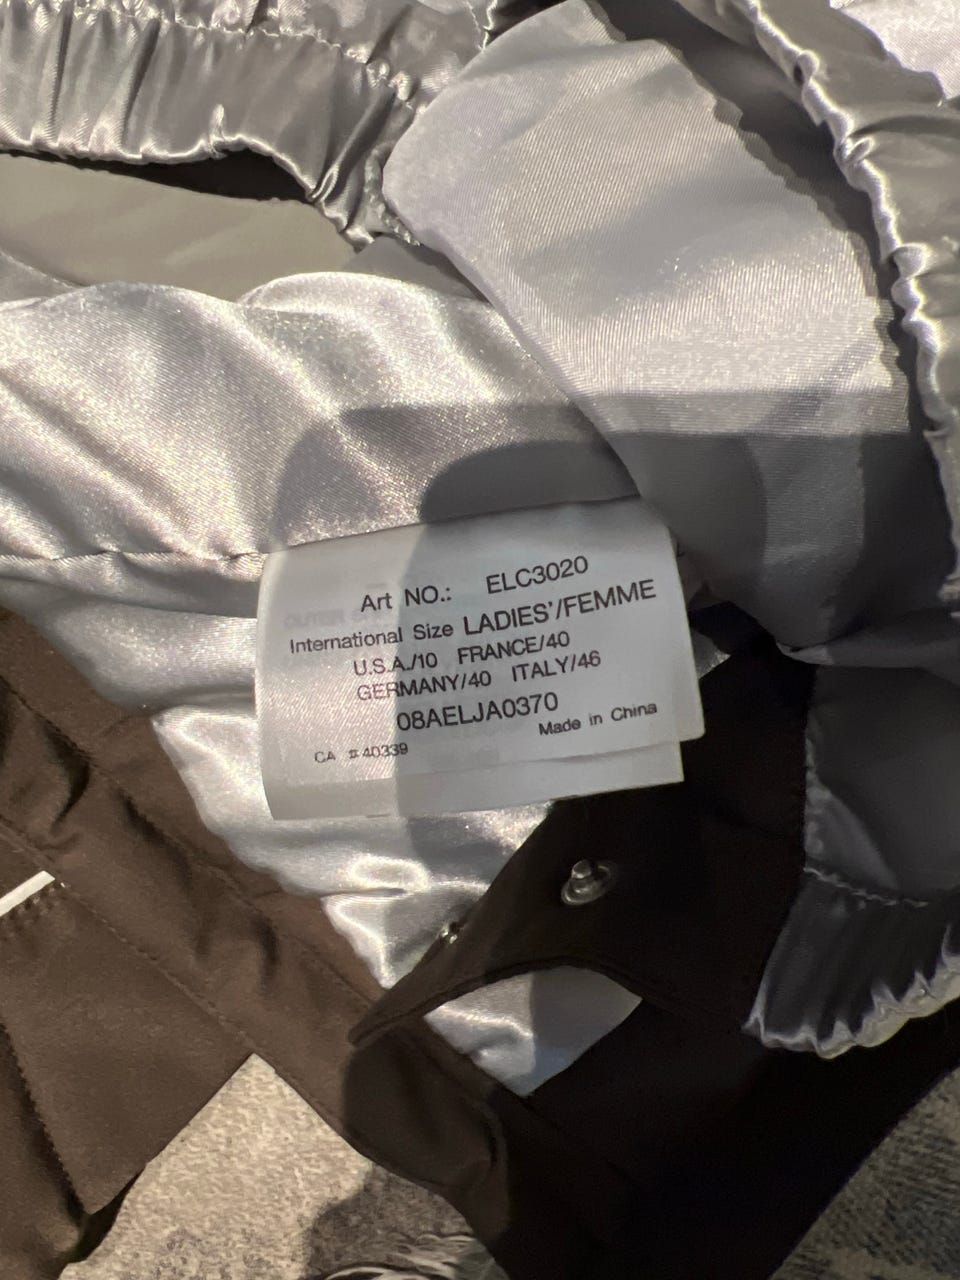 Art NO.: ELC3020
International Size LADIES'/FEMME
U.S.A./10 FRANCE/40
GERMANY/40 ITALY/46
08AELJA0370
Made in China
CA #40339